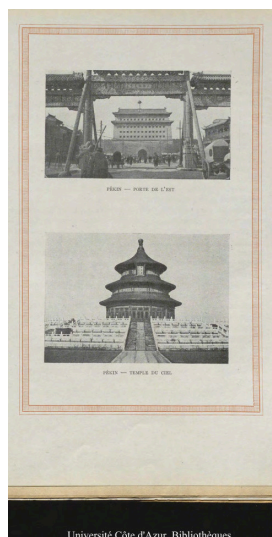 PÉKIN — PORTE DE L'EST
PÉKIN — TEMPLE DU CIEL
Université Côte d'Azur. Bibliothèques